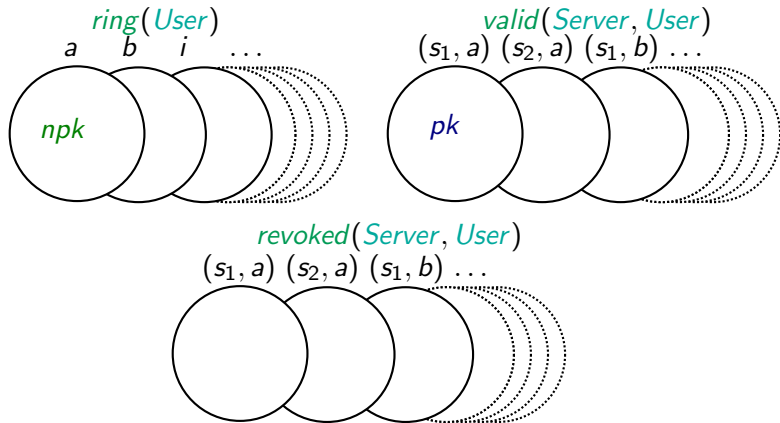 ring(User)
a b i ...
npk
valid(Server, User)
(s₁, a) (s₂, a) (s₁, b) ...
pk
revoked(Server, User)
(s₁, a) (s₂, a) (s₁, b) ...